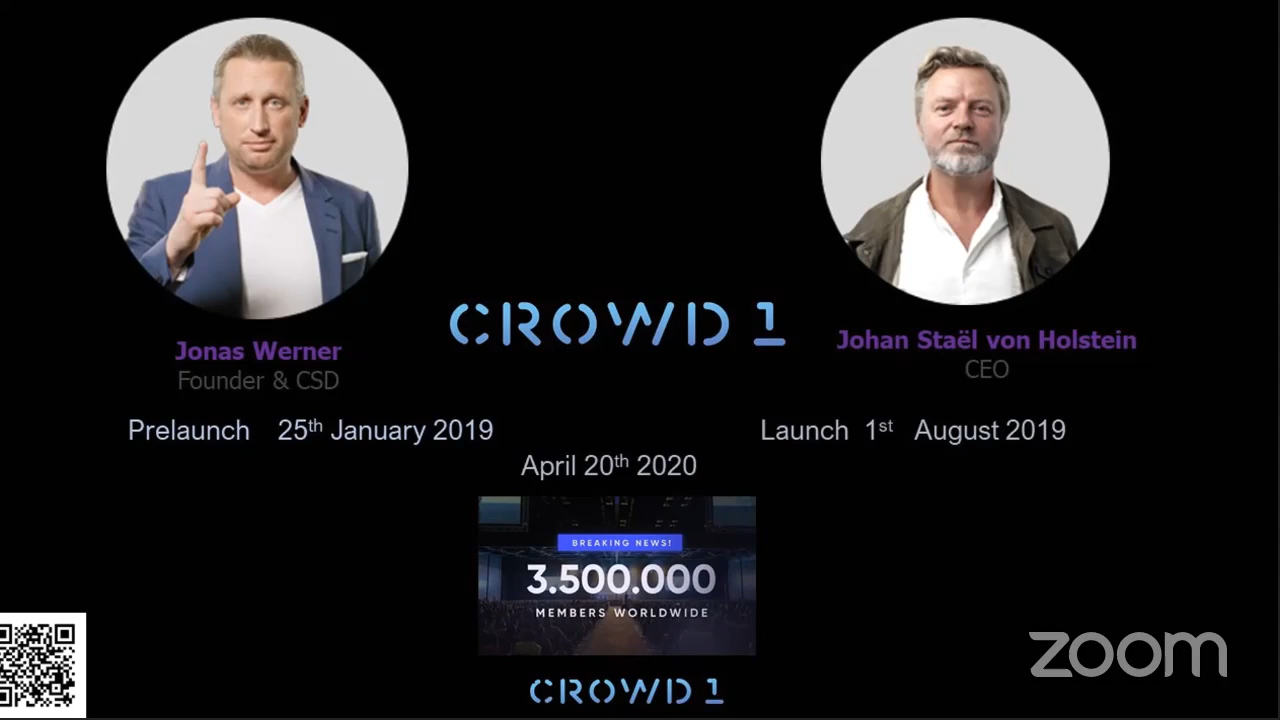 CROWD 1
Jonas Werner
Founder & CSD
Johan Staël von Holstein
CEO
Prelaunch 25th January 2019
Launch 1st August 2019
April 20th 2020
BREAKING NEWS!
3.500.000
MEMBERS WORLDWIDE
zoom
CROWD 1